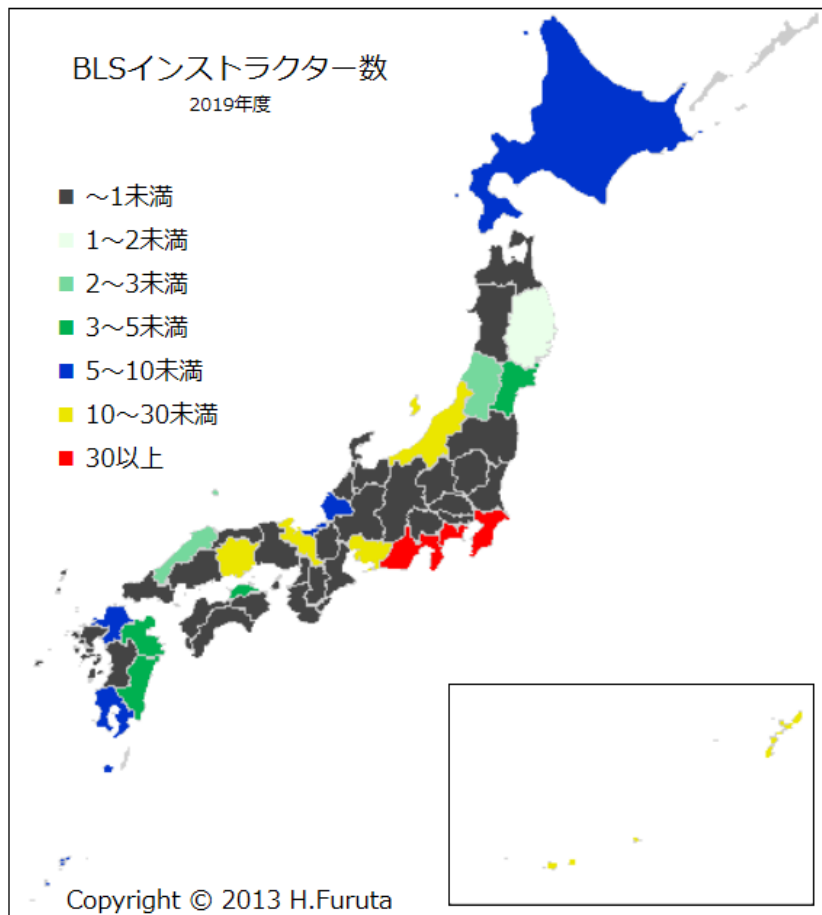 BLSインストラクター数
2019年度
～1未満
1～2未満
2～3未満
3～5未満
5～10未満
10～30未満
30以上
Copyright © 2013 H.Furuta